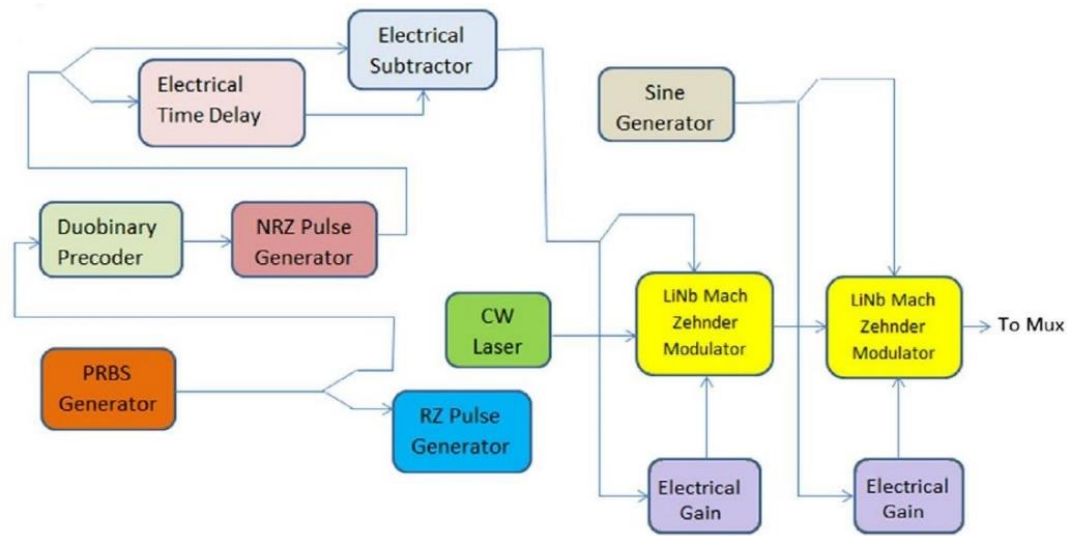 Electrical
Subtractor
Electrical
Time Delay
Sine
Generator
Duobinary
Precoder
NRZ Pulse
Generator
LiNb Mach
Zehnder
Modulator
LiNb Mach
Zehnder
Modulator
To Mux
CW
Laser
PRBS
Generator
RZ Pulse
Generator
Electrical
Gain
Electrical
Gain